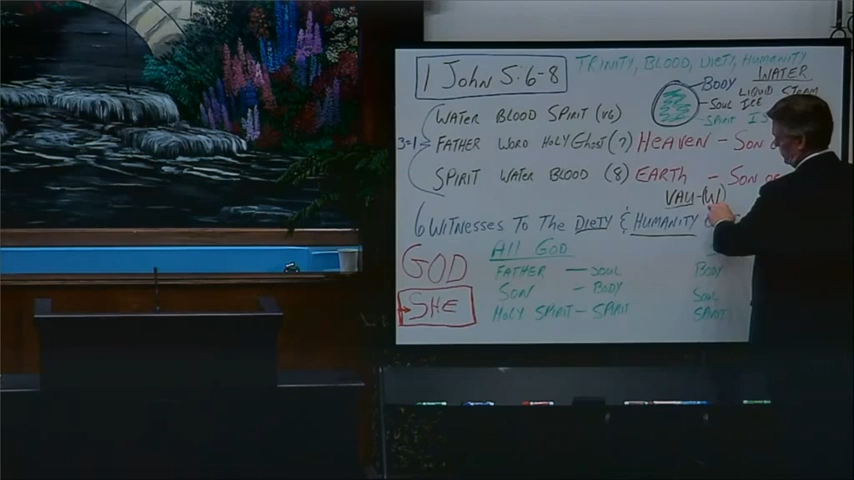 1 JOHN 5:6-8
TRINITY, BLOOD, DIETY, HUMANITY
WATER
BODY LIQUID STEAM
SOUL ICE
SPIRIT IS
WATER BLOOD SPIRIT (V6)
3=1 FATHER WORD HOLY GHOST (7) HEAVEN - SON
SPIRIT WATER BLOOD (8) EARTH - SON OF
VAU-(W)
6 WITNESSES TO THE DIETY & HUMANITY
GOD
All GOD
FATHER — SOUL BODY
SON - BODY SOUL
HOLY SPIRIT - SPIRIT SPIRIT
SHE